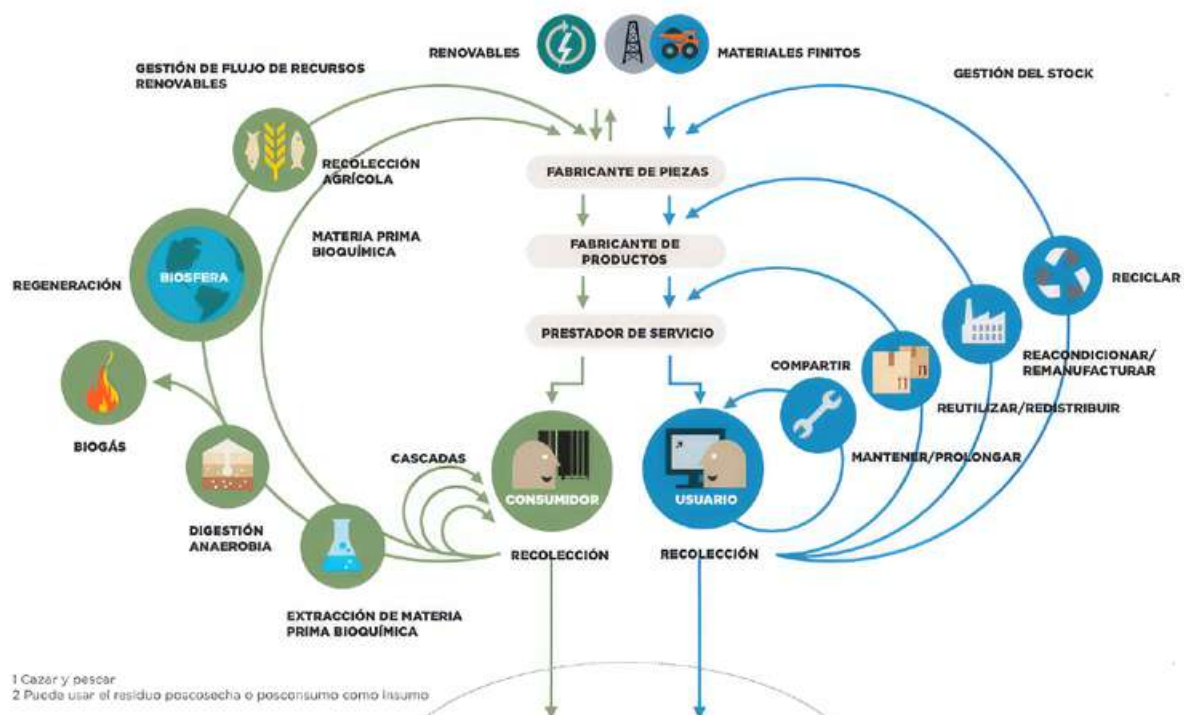 RENOVABLES
MATERIALES FINITOS
GESTIÓN DE FLUJO DE RECURSOS
RENOVABLES
GESTIÓN DEL STOCK
RECOLECCIÓN
AGRÍCOLA
FABRICANTE DE PIEZAS
MATERIA PRIMA
BIOQUÍMICA
FABRICANTE DE
PRODUCTOS
BIOSFERA
REGENERACIÓN
RECICLAR
PRESTADOR DE SERVICIO
COMPARTIR
REACONDICIONAR/
REMANUFACTURAR
REUTILIZAR/REDISTRIBUIR
BIOGÁS
CASCADAS
MANTENER/PROLONGAR
CONSUMIDOR
USUARIO
DIGESTIÓN
ANAEROBIA
RECOLECCIÓN
RECOLECCIÓN
EXTRACCIÓN DE MATERIA
PRIMA BIOQUÍMICA
1 Cazar y pescar
2 Puede usar el residuo poscosecha o posconsumo como insumo